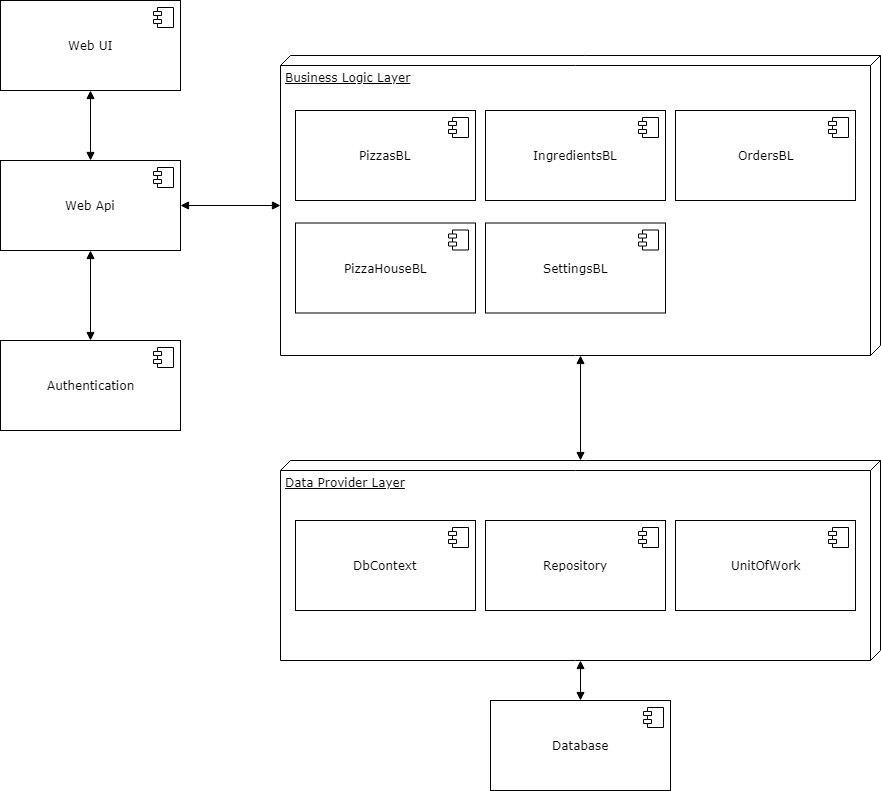 Web UI
Business Logic Layer
PizzasBL
IngredientsBL
OrdersBL
Web Api
PizzaHouseBL
SettingsBL
Authentication
Data Provider Layer
DbContext
Repository
UnitOfWork
Database